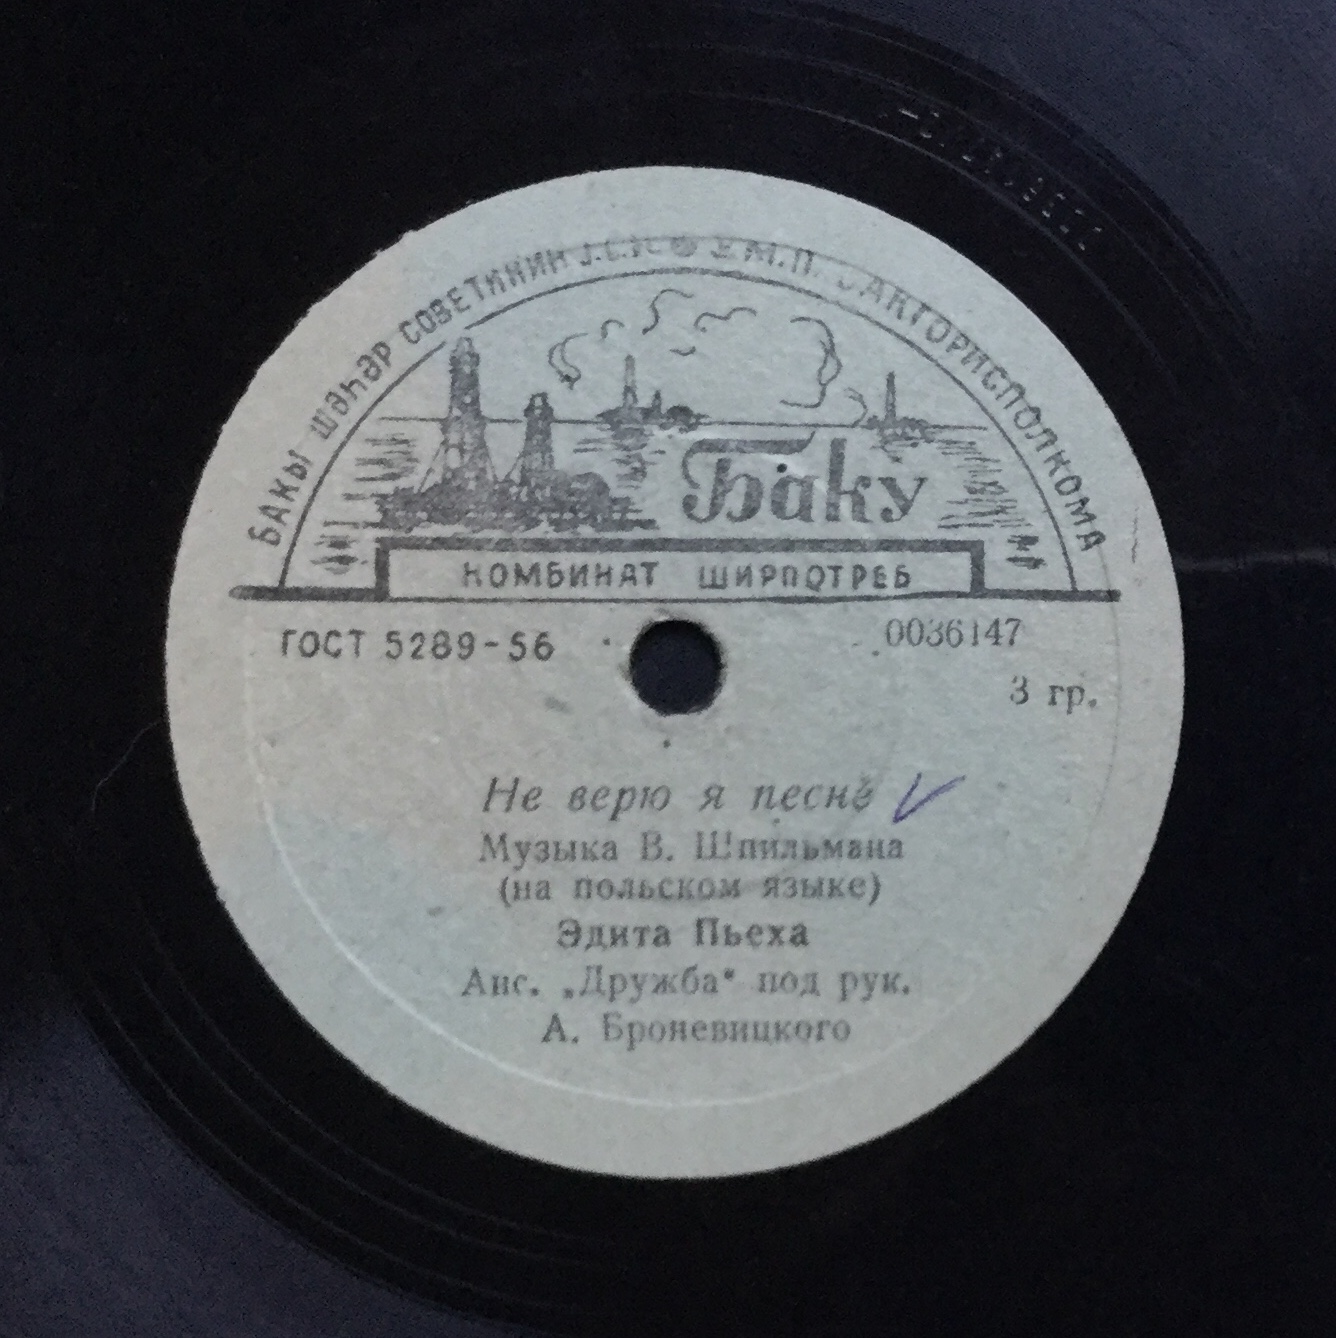 БАКЫ ШӘҺӘР СОВЕТИНИН У.М.П. БАКГОРИСПОЛКОМА
Баку
КОМБИНАТ ШИРПОТРЕБ
ГОСТ 5289-56
0036147
3 гр.
Не верю я песне
Музыка В. Шпильмана
(на польском языке)
Эдита Пьеха
Анс. „Дружба“ под рук.
А. Броневицкого